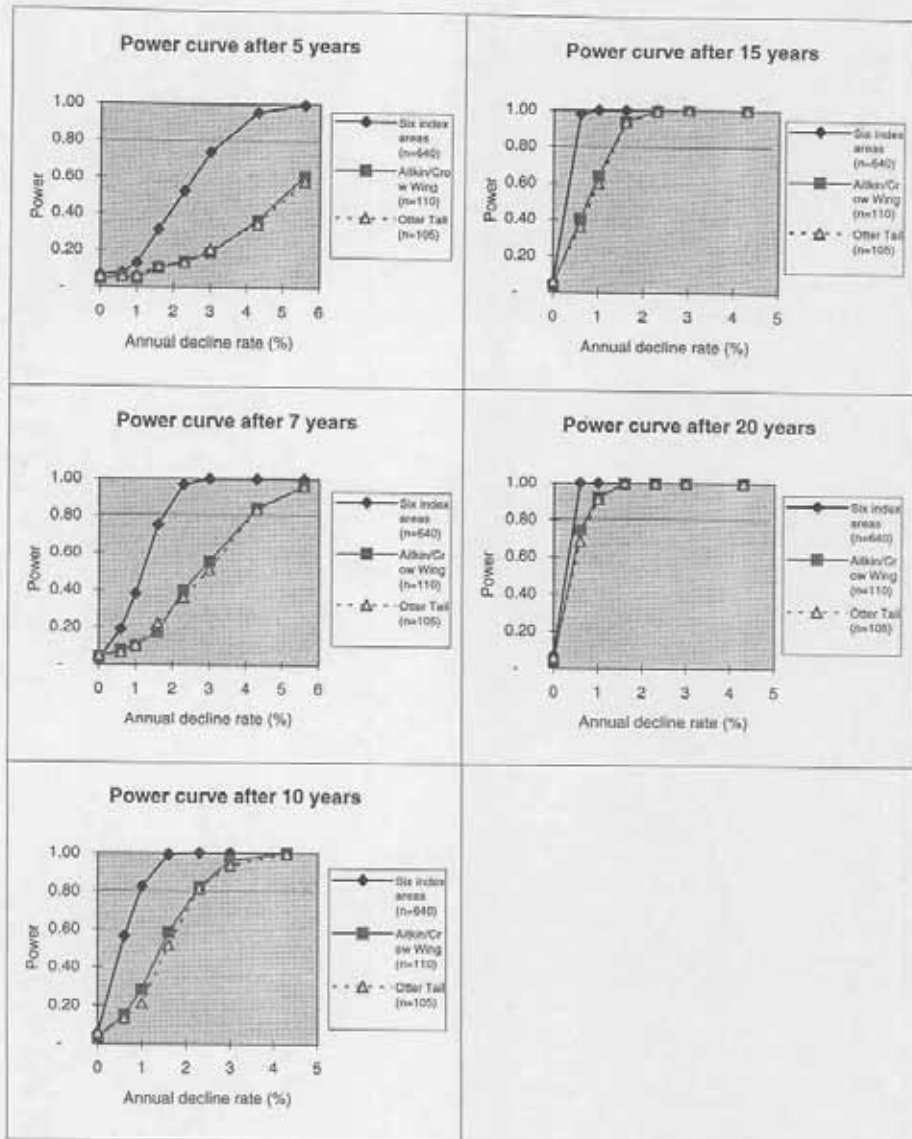 Power curve after 5 years
1.00
0.80
0.60
0.40
0.20
-
Power
0 1 2 3 4 5 6
Annual decline rate (%)
Six index
areas
(n=640)
Aitkin/Cro
w Wing
(n=110)
Otter Tail
(n=105)
Power curve after 15 years
1.00
0.80
0.60
0.40
0.20
-
Power
0 1 2 3 4 5
Annual decline rate (%)
Six index
areas
(n=640)
Aitkin/Cr
ow Wing
(n=110)
Otter Tail
(n=105)
Power curve after 7 years
1.00
0.80
0.60
0.40
0.20
-
Power
0 1 2 3 4 5 6
Annual decline rate (%)
Six index
areas
(n=640)
Aitkin/Cr
ow Wing
(n=110)
Otter Tail
(n=105)
Power curve after 20 years
1.00
0.80
0.60
0.40
0.20
-
Power
0 1 2 3 4 5
Annual decline rate (%)
Six index
areas
(n=640)
Aitkin/Cr
ow Wing
(n=110)
Otter Tail
(n=105)
Power curve after 10 years
1.00
0.80
0.60
0.40
0.20
-
Power
0 1 2 3 4 5
Annual decline rate (%)
Six index
areas
(n=640)
Aitkin/Cr
ow Wing
(n=110)
Otter Tail
(n=105)